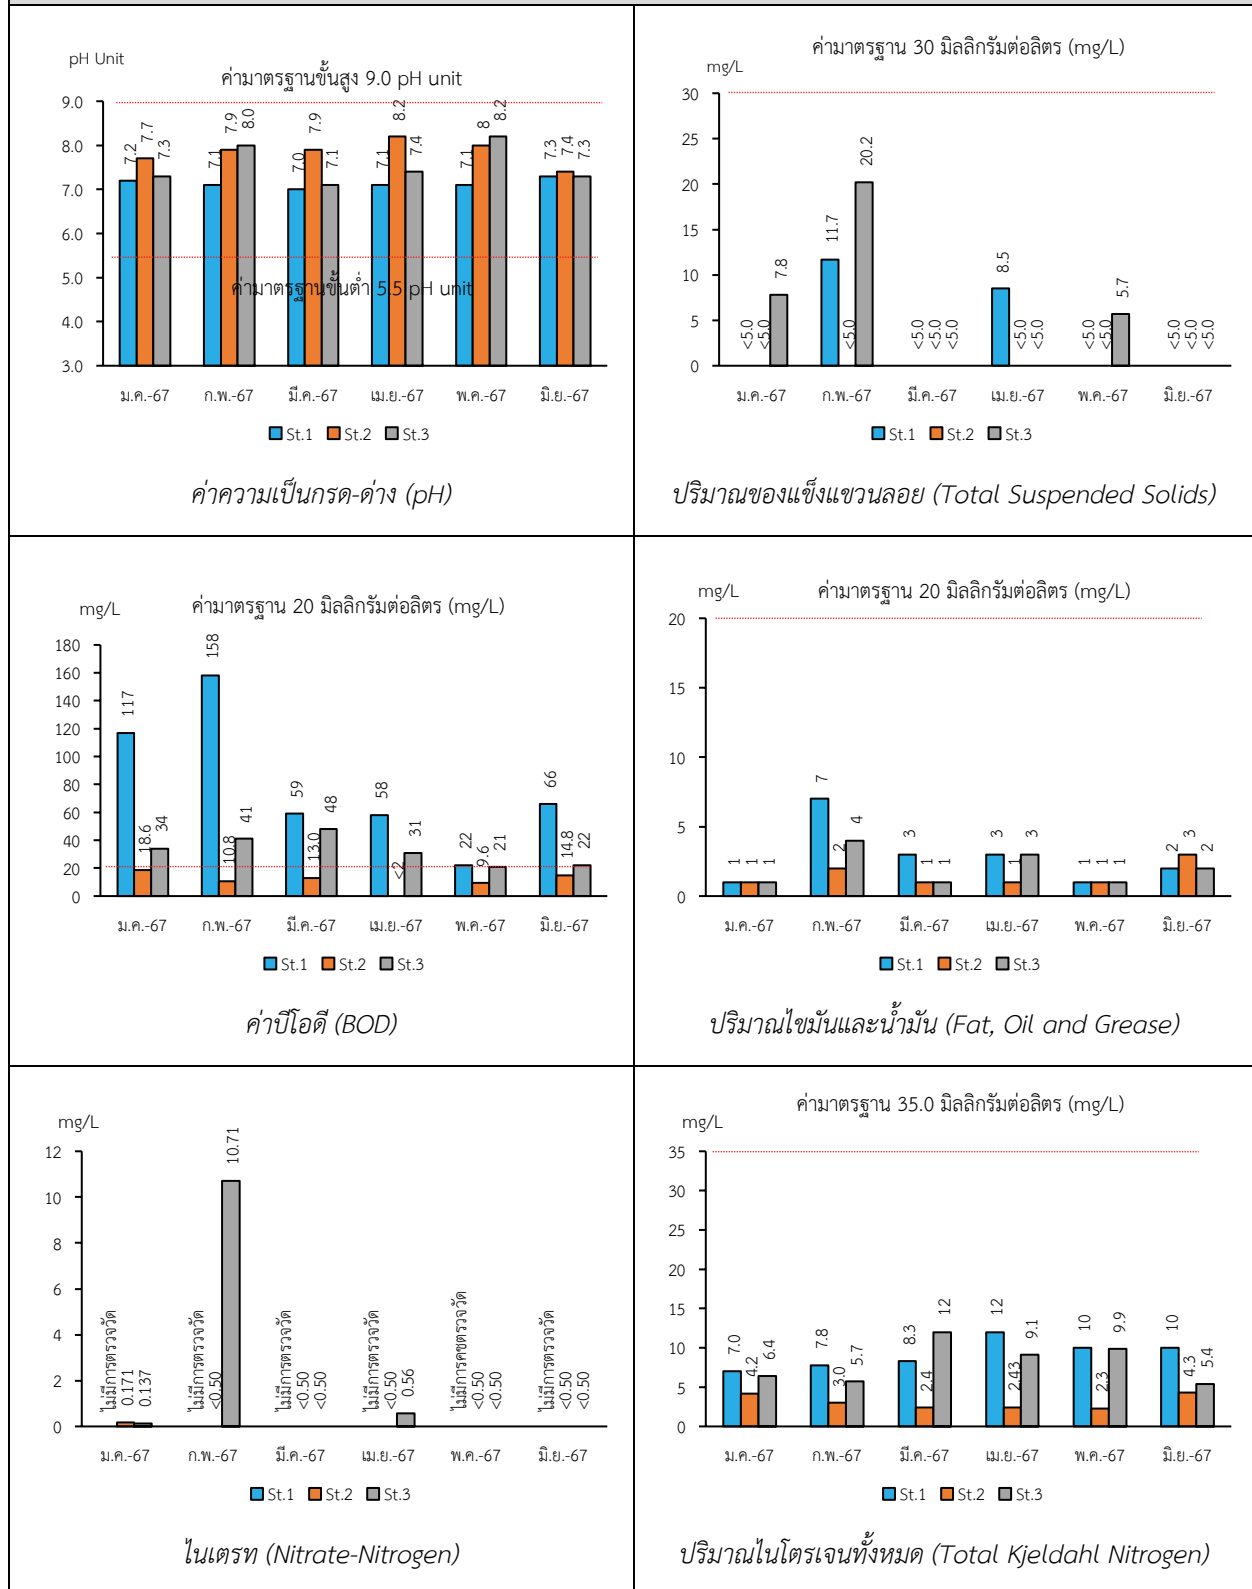 pH Unit
ค่ามาตรฐานขั้นสูง 9.0 pH unit
9.0
8.0
7.0
6.0
5.0
4.0
3.0
7.2 7.7 7.3 7.1 7.9 8.0 7.0 7.9 7.1 7.1 8.2 7.4 7.1 8 8.2 7.3 7.4 7.3
ค่ามาตรฐานขั้นต่ำ 5.5 pH unit
ม.ค.-67 ก.พ.-67 มี.ค.-67 เม.ย.-67 พ.ค.-67 มิ.ย.-67
St.1 St.2 St.3
ค่าความเป็นกรด-ด่าง (pH)
ค่ามาตรฐาน 30 มิลลิกรัมต่อลิตร (mg/L)
mg/L
30
25
20
15
10
5
0
<5.0 <5.0 7.8 11.7 <5.0 20.2 <5.0 <5.0 <5.0 8.5 <5.0 <5.0 <5.0 <5.0 5.7 <5.0 <5.0 <5.0
ม.ค.-67 ก.พ.-67 มี.ค.-67 เม.ย.-67 พ.ค.-67 มิ.ย.-67
St.1 St.2 St.3
ปริมาณของแข็งแขวนลอย (Total Suspended Solids)
mg/L
ค่ามาตรฐาน 20 มิลลิกรัมต่อลิตร (mg/L)
180
160
140
120
100
80
60
40
20
0
117 18.6 34 158 10.8 41 59 13.0 48 58 <2 31 22 9.6 21 66 14.8 22
ม.ค.-67 ก.พ.-67 มี.ค.-67 เม.ย.-67 พ.ค.-67 มิ.ย.-67
St.1 St.2 St.3
ค่าบีโอดี (BOD)
mg/L
ค่ามาตรฐาน 20 มิลลิกรัมต่อลิตร (mg/L)
20
15
10
5
0
1 1 1 7 2 4 3 1 1 3 1 3 1 1 1 2 3 2
ม.ค.-67 ก.พ.-67 มี.ค.-67 เม.ย.-67 พ.ค.-67 มิ.ย.-67
St.1 St.2 St.3
ปริมาณไขมันและน้ำมัน (Fat, Oil and Grease)
mg/L
12
10
8
6
4
2
0
ไม่มีการตรวจวัด 0.171 0.137 ไม่มีการตรวจวัด <0.50 10.71 ไม่มีการตรวจวัด <0.50 <0.50 ไม่มีการตรวจวัด <0.50 0.56 ไม่มีการคชตรวจวัด <0.50 <0.50 ไม่มีการตรวจวัด <0.50 <0.50
ม.ค.-67 ก.พ.-67 มี.ค.-67 เม.ย.-67 พ.ค.-67 มิ.ย.-67
St.1 St.2 St.3
ไนเตรท (Nitrate-Nitrogen)
ค่ามาตรฐาน 35.0 มิลลิกรัมต่อลิตร (mg/L)
mg/L
35
30
25
20
15
10
5
0
7.0 4.2 6.4 7.8 3.0 5.7 8.3 2.4 12 12 2.43 9.1 10 2.3 9.9 10 4.3 5.4
ม.ค.-67 ก.พ.-67 มี.ค.-67 เม.ย.-67 พ.ค.-67 มิ.ย.-67
St.1 St.2 St.3
ปริมาณไนโตรเจนทั้งหมด (Total Kjeldahl Nitrogen)